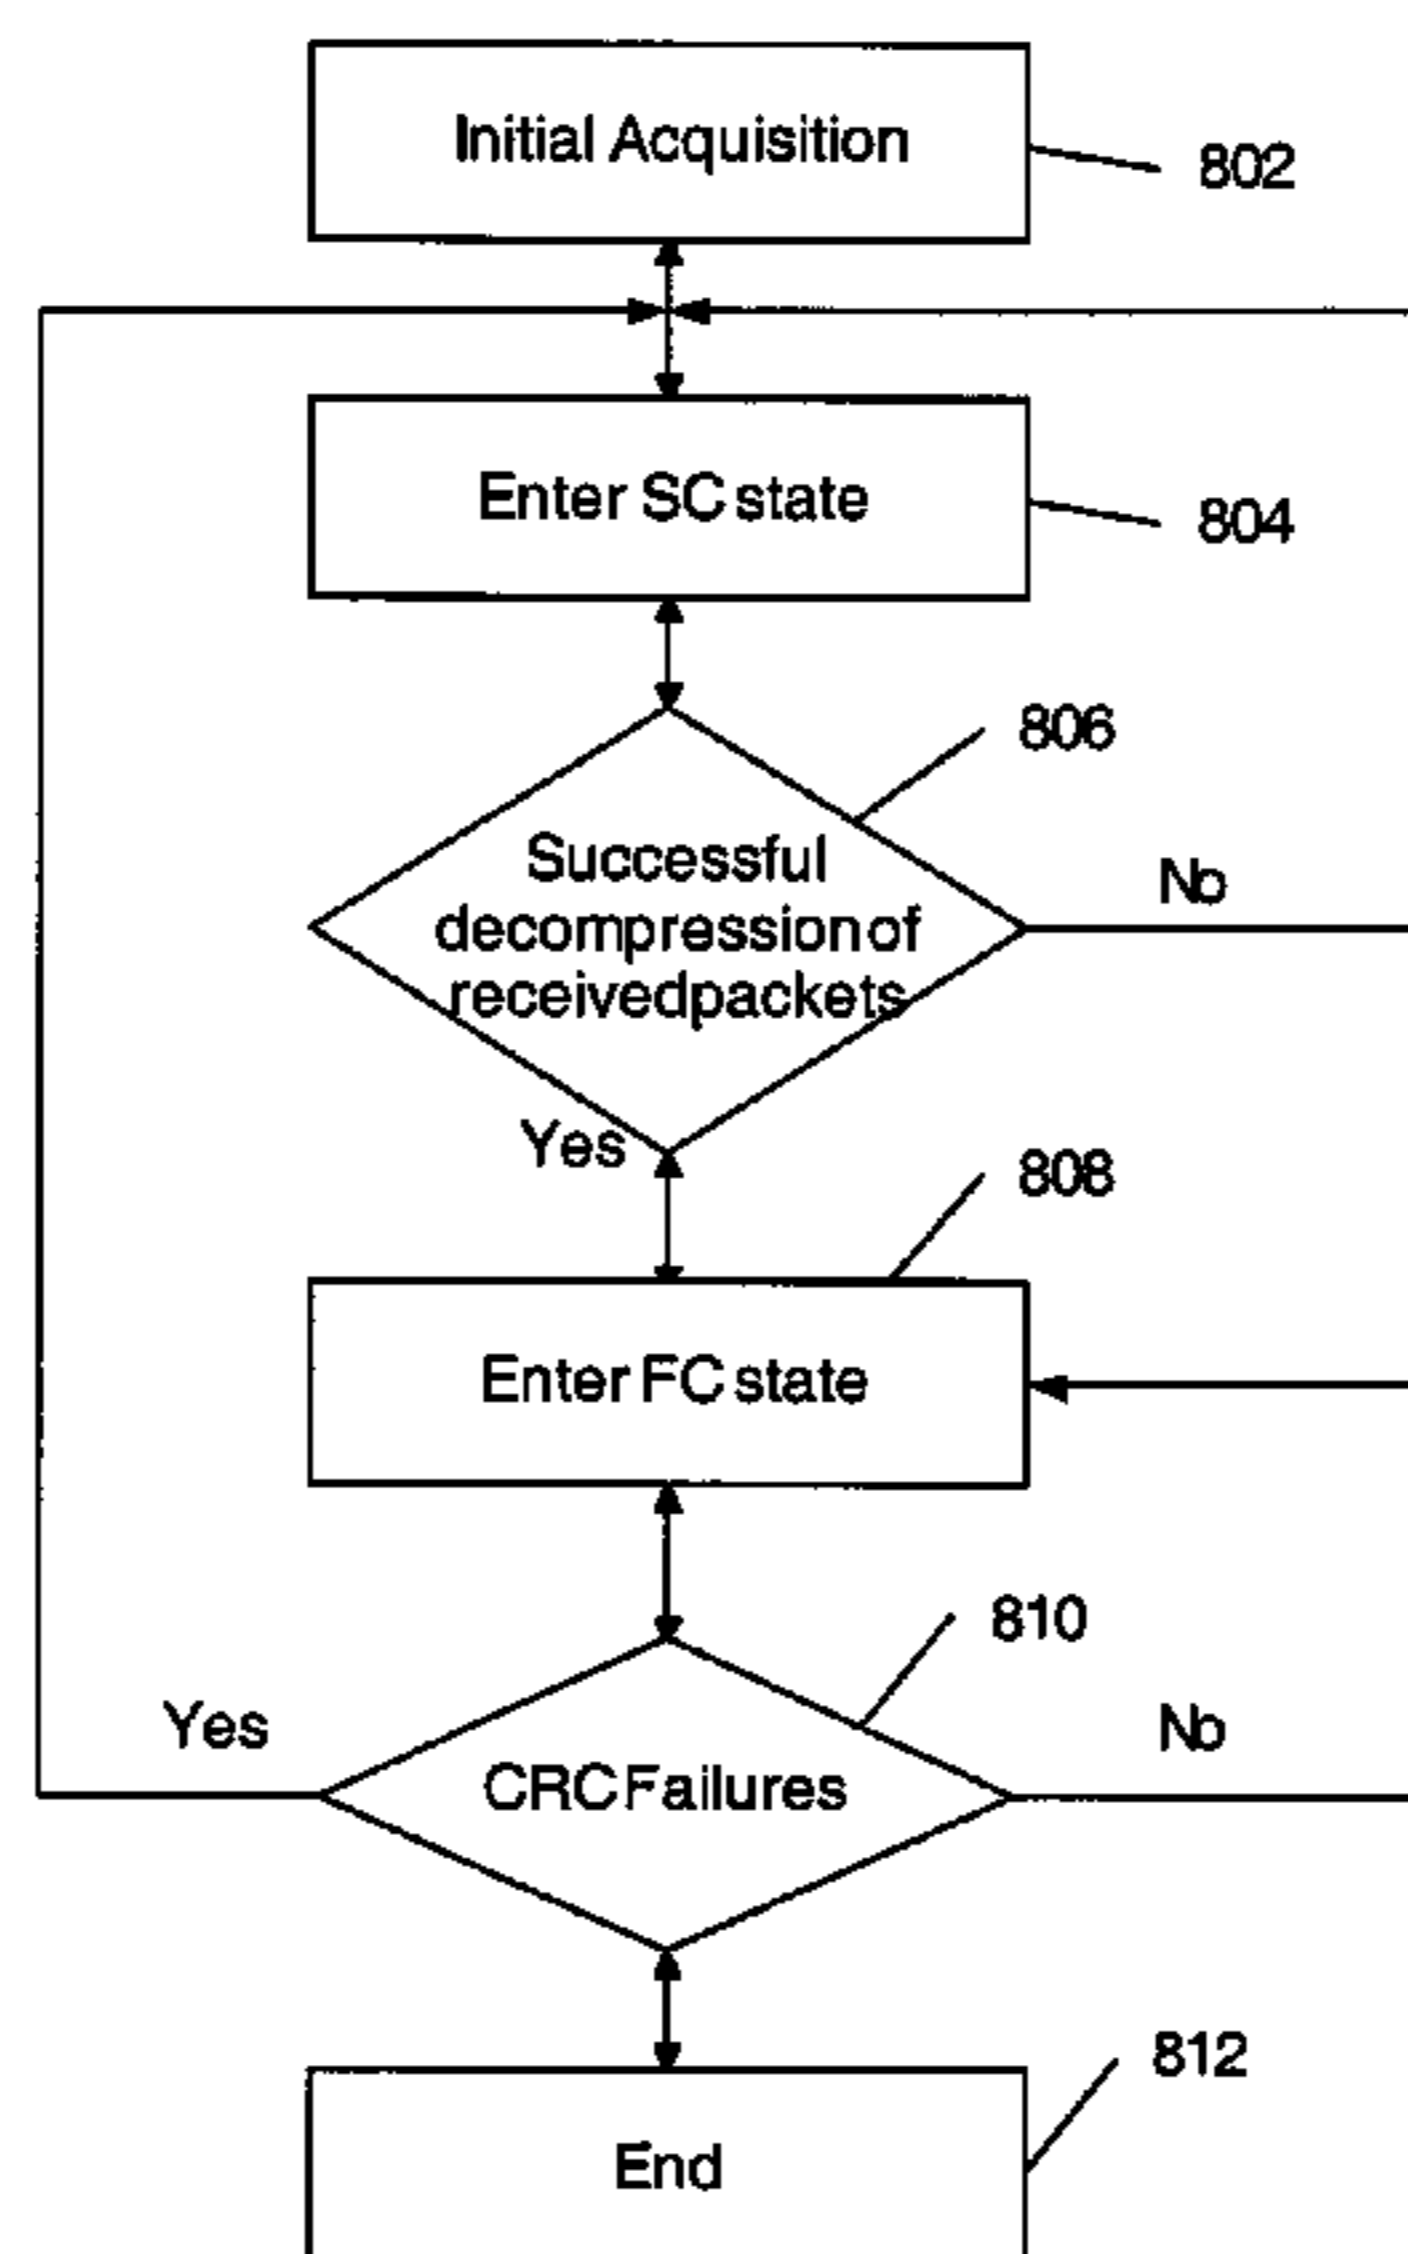 Initial Acquisition
802
Enter SC state
804
806
Successful
decompression of
received packets
No
Yes
808
Enter FC state
810
Yes
CRC Failures
No
812
End